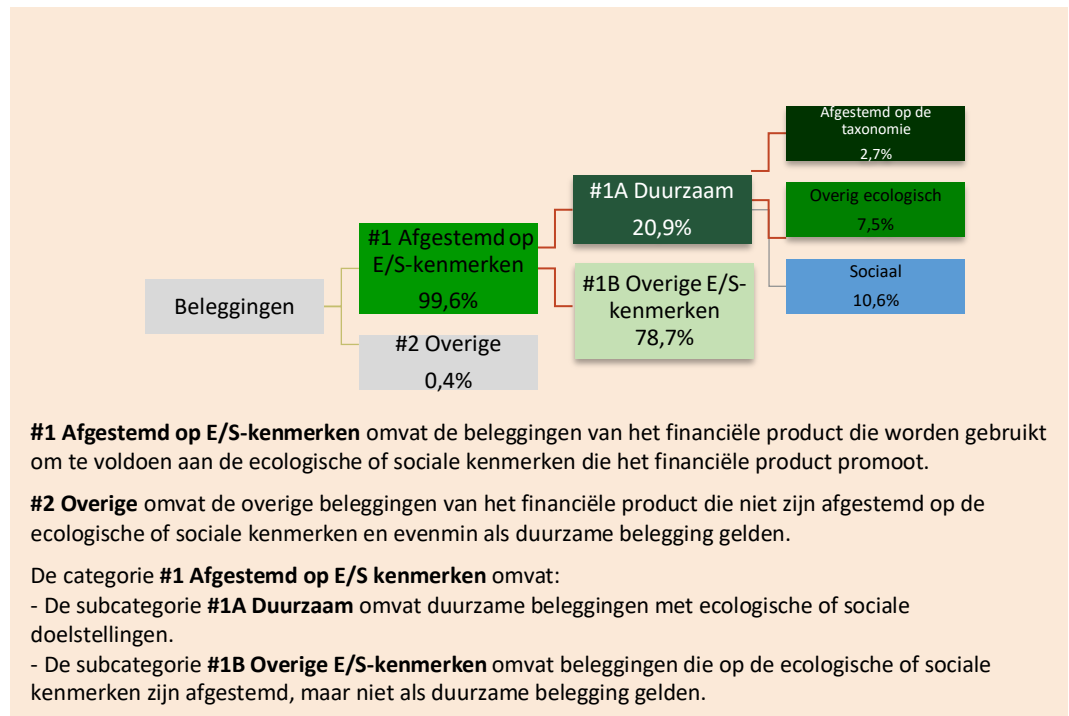 Afgestemd op de
taxonomie
2,7%
#1A Duurzaam
20,9%
Overig ecologisch
7,5%
#1 Afgestemd op
E/S-kenmerken
99,6%
Sociaal
10,6%
#1B Overige E/S-
kenmerken
78,7%
Beleggingen
#2 Overige
0,4%
#1 Afgestemd op E/S-kenmerken omvat de beleggingen van het financiële product die worden gebruikt
om te voldoen aan de ecologische of sociale kenmerken die het financiële product promoot.
#2 Overige omvat de overige beleggingen van het financiële product die niet zijn afgestemd op de
ecologische of sociale kenmerken en evenmin als duurzame belegging gelden.
De categorie #1 Afgestemd op E/S kenmerken omvat:
- De subcategorie #1A Duurzaam omvat duurzame beleggingen met ecologische of sociale
doelstellingen.
- De subcategorie #1B Overige E/S-kenmerken omvat beleggingen die op de ecologische of sociale
kenmerken zijn afgestemd, maar niet als duurzame belegging gelden.